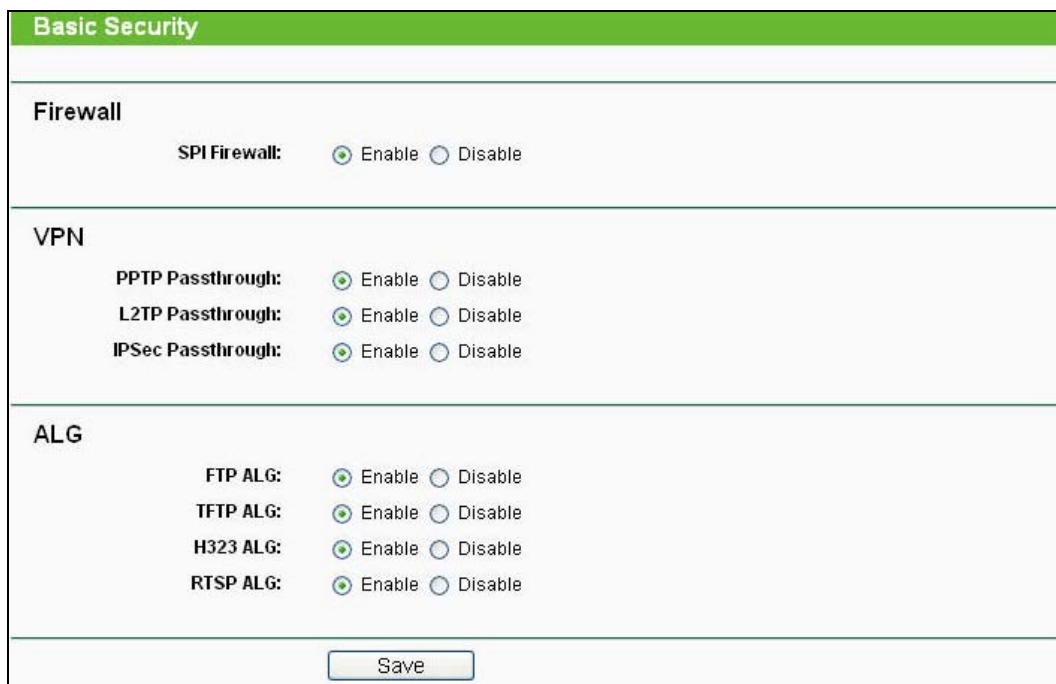 Basic Security
Firewall
SPI Firewall: Enable Disable
VPN
PPTP Passthrough: Enable Disable
L2TP Passthrough: Enable Disable
IPSec Passthrough: Enable Disable
ALG
FTP ALG: Enable Disable
TFTP ALG: Enable Disable
H323 ALG: Enable Disable
RTSP ALG: Enable Disable
Save